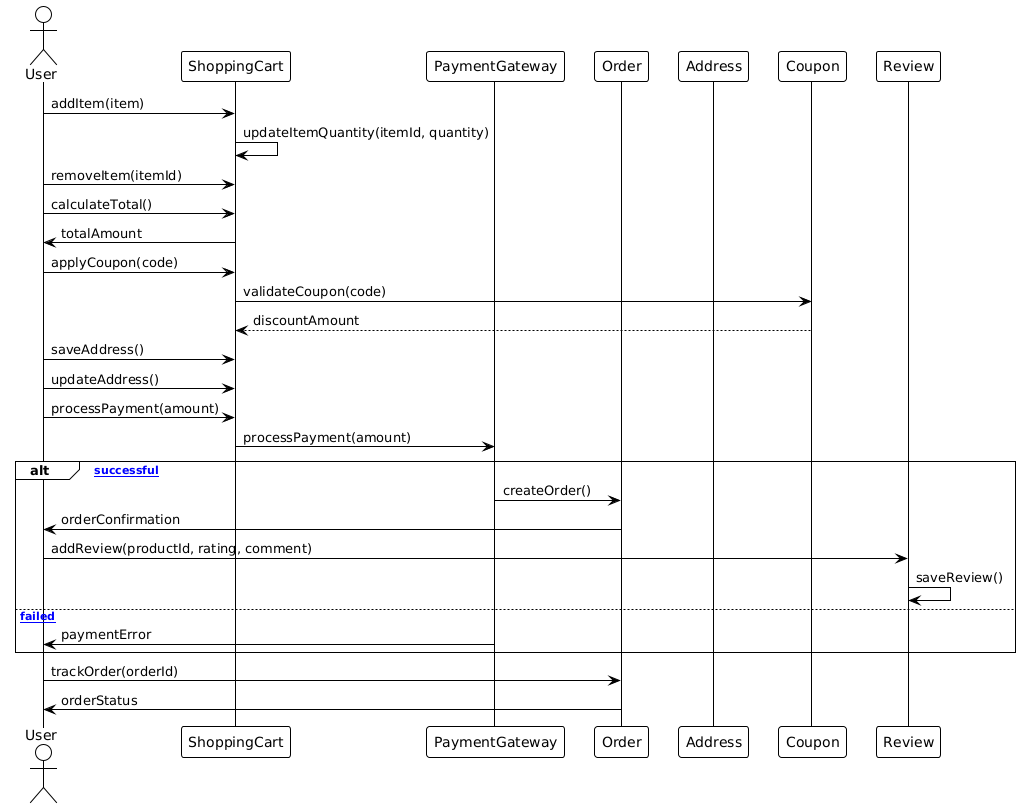 User
ShoppingCart
PaymentGateway
Order
Address
Coupon
Review
addItem(item)
updateItemQuantity(itemId, quantity)
removeItem(itemId)
calculateTotal()
totalAmount
applyCoupon(code)
validateCoupon(code)
discountAmount
saveAddress()
updateAddress()
processPayment(amount)
processPayment(amount)
alt
successful
createOrder()
orderConfirmation
addReview(productId, rating, comment)
saveReview()
failed
paymentError
trackOrder(orderId)
orderStatus
User
ShoppingCart
PaymentGateway
Order
Address
Coupon
Review